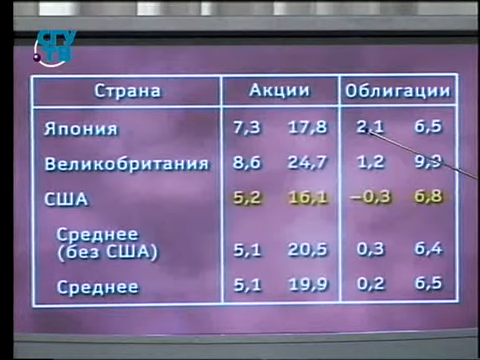 СГУ
ТВ
Страна Акции Облигации
Япония 7,3 17,8 2,1 6,5
Великобритания 8,6 24,7 1,2 9,9
США 5,2 16,1 –0,3 6,8
Среднее
(без США) 5,1 20,5 0,3 6,4
Среднее 5,1 19,9 0,2 6,5